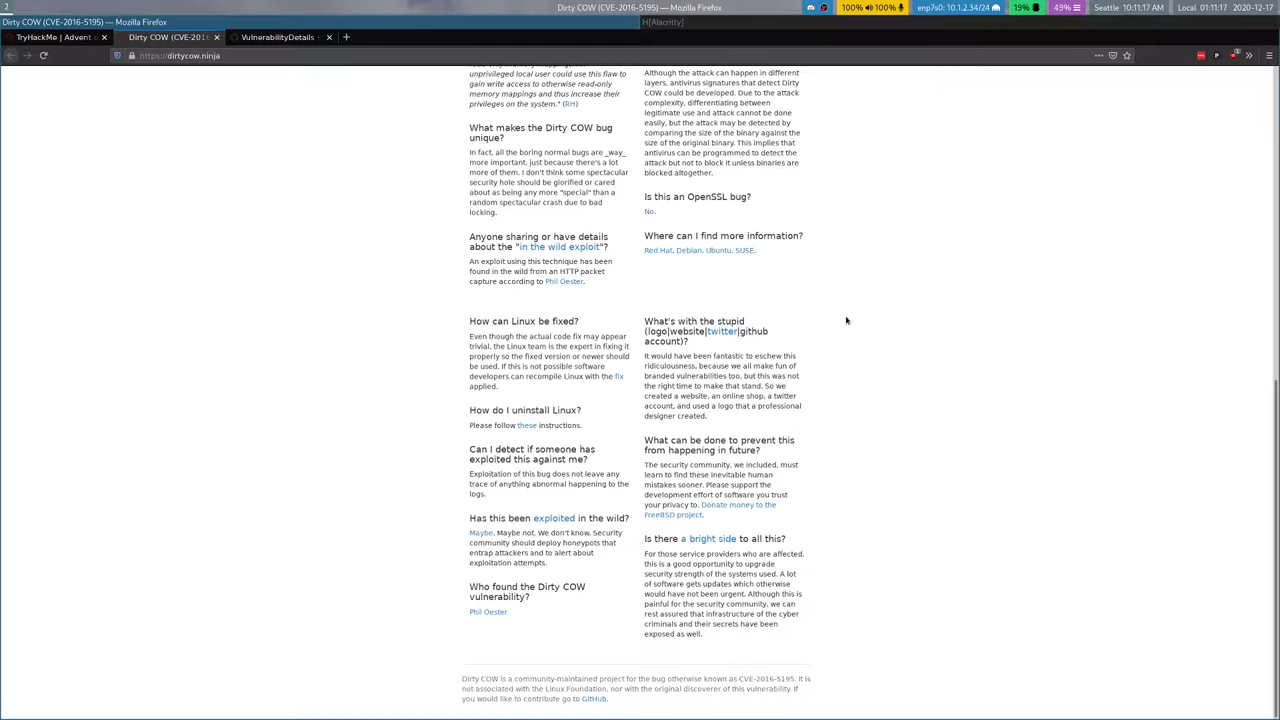 2
Dirty COW (CVE-2016-5195) — Mozilla Firefox
100% 100%
enp7s0: 10.1.2.34/24
19%
49%
Seattle 10:11:17 AM
Local 01:11:17
2020-12-17
Dirty COW (CVE-2016-5195) — Mozilla Firefox
H[Alacritty]
TryHackMe | Advent
Dirty COW (CVE-2016
VulnerabilityDetails
https://dirtycow.ninja
unprivileged local user could use this flaw to
gain write access to otherwise read-only
memory mappings and thus increase their
privileges on the system." (RH)
What makes the Dirty COW bug
unique?
In fact, all the boring normal bugs are _way_
more important, just because there's a lot
more of them. I don't think some spectacular
security hole should be glorified or cared
about as being any more "special" than a
random spectacular crash due to bad
locking.
Anyone sharing or have details
about the "in the wild exploit"?
An exploit using this technique has been
found in the wild from an HTTP packet
capture according to Phil Oester.
Although the attack can happen in different
layers, antivirus signatures that detect Dirty
COW could be developed. Due to the attack
complexity, differentiating between
legitimate use and attack cannot be done
easily, but the attack may be detected by
comparing the size of the binary against the
size of the original binary. This implies that
antivirus can be programmed to detect the
attack but not to block it unless binaries are
blocked altogether.
Is this an OpenSSL bug?
No.
Where can I find more information?
Red Hat, Debian, Ubuntu, SUSE.
How can Linux be fixed?
Even though the actual code fix may appear
trivial, the Linux team is the expert in fixing it
properly so the fixed version or newer should
be used. If this is not possible software
developers can recompile Linux with the fix
applied.
How do I uninstall Linux?
Please follow these instructions.
Can I detect if someone has
exploited this against me?
Exploitation of this bug does not leave any
trace of anything abnormal happening to the
logs.
Has this been exploited in the wild?
Maybe. Maybe not. We don't know. Security
community should deploy honeypots that
entrap attackers and to alert about
exploitation attempts.
Who found the Dirty COW
vulnerability?
Phil Oester
What's with the stupid
(logo|website|twitter|github
account)?
It would have been fantastic to eschew this
ridiculousness, because we all make fun of
branded vulnerabilities too, but this was not
the right time to make that stand. So we
created a website, an online shop, a twitter
account, and used a logo that a professional
designer created.
What can be done to prevent this
from happening in future?
The security community, we included, must
learn to find these inevitable human
mistakes sooner. Please support the
development effort of software you trust
your privacy to. Donate money to the
FreeBSD project.
Is there a bright side to all this?
For those service providers who are affected,
this is a good opportunity to upgrade
security strength of the systems used. A lot
of software gets updates which otherwise
would have not been urgent. Although this is
painful for the security community, we can
rest assured that infrastructure of the cyber
criminals and their secrets have been
exposed as well.
Dirty COW is a community-maintained project for the bug otherwise known as CVE-2016-5195. It is
not associated with the Linux Foundation, nor with the original discoverer of this vulnerability. If
you would like to contribute go to GitHub.